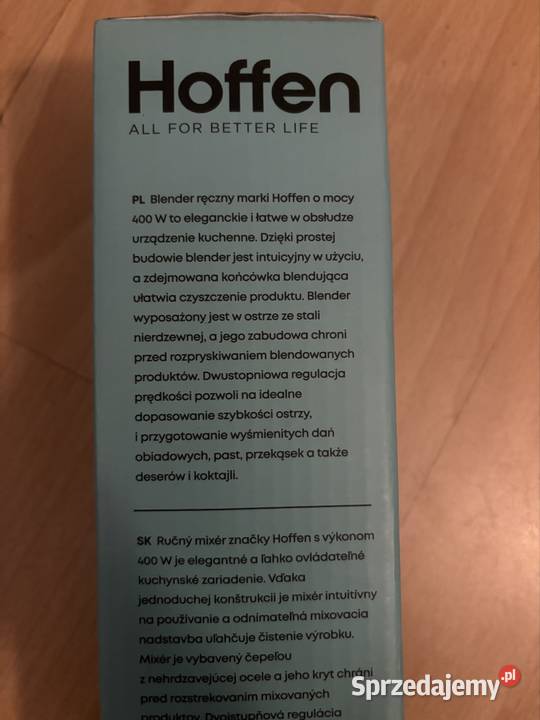 Hoffen
ALL FOR BETTER LIFE
PL Blender ręczny marki Hoffen o mocy
400 W to eleganckie i łatwe w obsłudze
urządzenie kuchenne. Dzięki prostej
budowie blender jest intuicyjny w użyciu,
a zdejmowana końcówka blendująca
ułatwia czyszczenie produktu. Blender
wyposażony jest w ostrze ze stali
nierdzewnej, a jego zabudowa chroni
przed rozpryskiwaniem blendowanych
produktów. Dwustopniowa regulacja
prędkości pozwoli na idealne
dopasowanie szybkości ostrzy,
i przygotowanie wyśmienitych dań
obiadowych, past, przekąsek a także
deserów i koktajli.
SK Ručný mixér značky Hoffen s výkonom
400 W je elegantné a ľahko ovládateľné
kuchynské zariadenie. Vďaka
jednoduchej konštrukcii je mixér intuitívny
na používanie a odnímateľná mixovacia
nadstavba uľahčuje čistenie výrobku.
Mixér je vybavený čepeľou
z nehrdzavejúcej ocele a jeho kryt chráni
pred rozstrekovaním mixovaných
produktov. Dvojstupňová regulácia
Sprzedajemy.pl